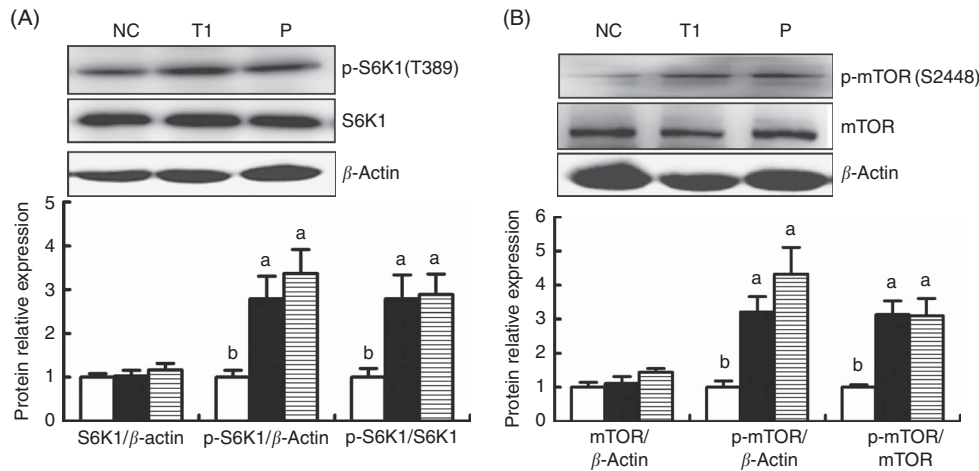 (A)
NC T1 P
p-S6K1(T389)
S6K1
β-Actin
Protein relative expression
5
4
3
2
1
0
a
a
a
a
b
b
S6K1/β-actin p-S6K1/β-Actin p-S6K1/S6K1
(B)
NC T1 P
p-mTOR (S2448)
mTOR
β-Actin
Protein relative expression
6
5
4
3
2
1
0
a
a
a
a
b
b
mTOR/
β-Actin
p-mTOR/
β-Actin
p-mTOR/
mTOR